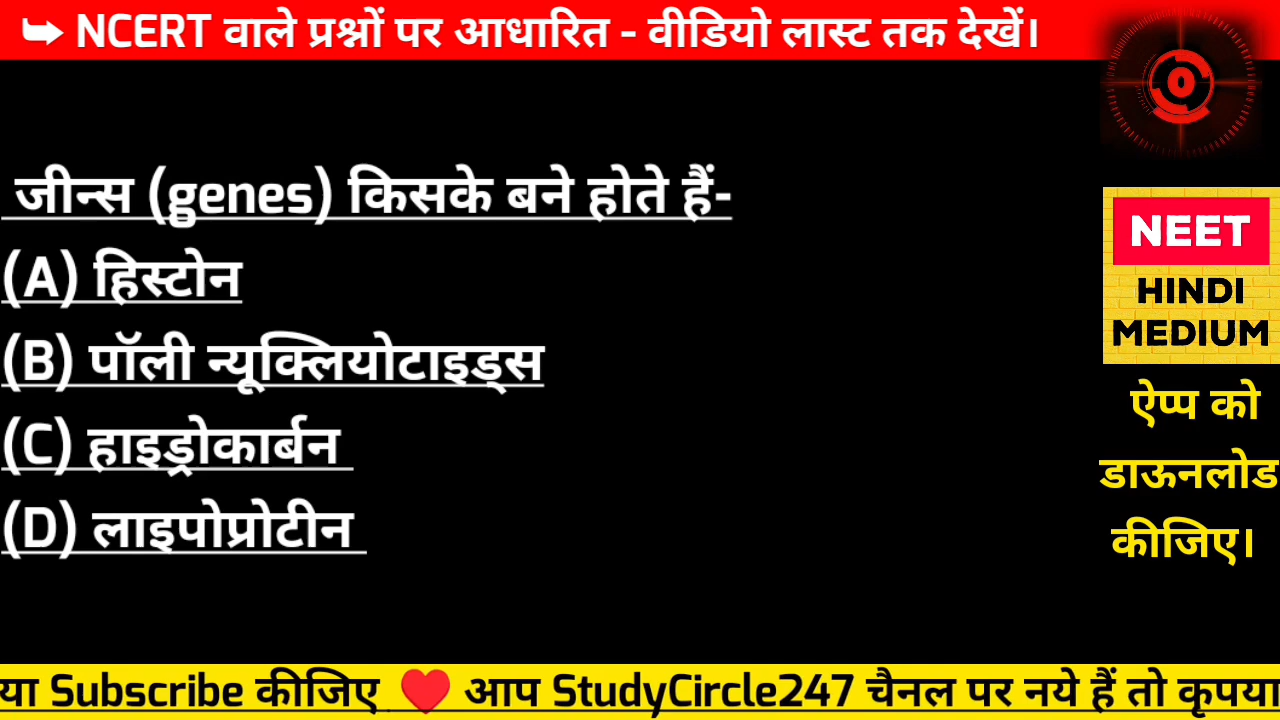 ➥ NCERT वाले प्रश्नों पर आधारित - वीडियो लास्ट तक देखें।
0
जीन्स (genes) किसके बने होते हैं-
(A) हिस्टोन
(B) पॉली न्यूक्लियोटाइड्स
(C) हाइड्रोकार्बन
(D) लाइपोप्रोटीन
NEET
HINDI
MEDIUM
ऐप्प को
डाऊनलोड
कीजिए।
या Subscribe कीजिए ❤️ आप StudyCircle247 चैनल पर नये हैं तो कृपया